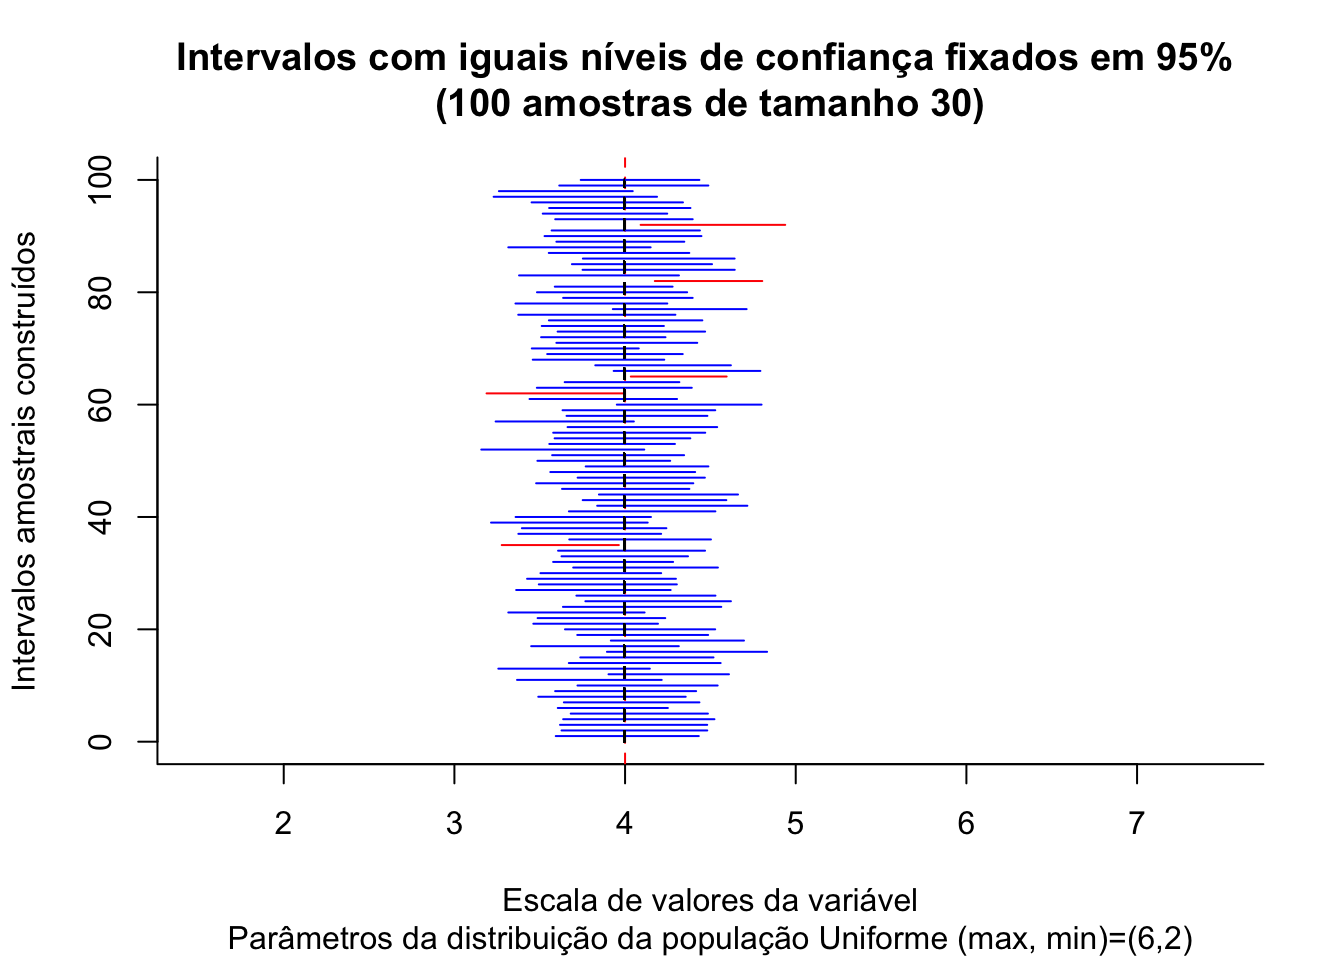 Intervalos com iguais níveis de confiança fixados em 95%
(100 amostras de tamanho 30)
Intervalos amostrais construídos
100
80
60
40
20
0
2 3 4 5 6 7
Escala de valores da variável
Parâmetros da distribuição da população Uniforme (max, min)=(6,2)